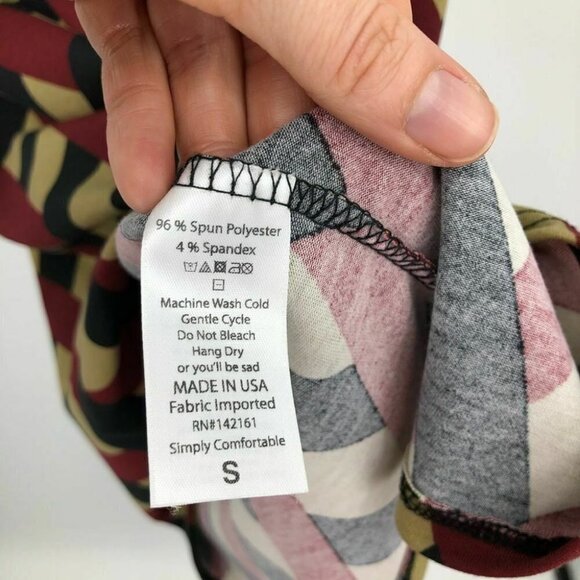 96 % Spun Polyester
4 % Spandex
Machine Wash Cold
Gentle Cycle
Do Not Bleach
Hang Dry
or you'll be sad
MADE IN USA
Fabric Imported
RN#142161
Simply Comfortable
S